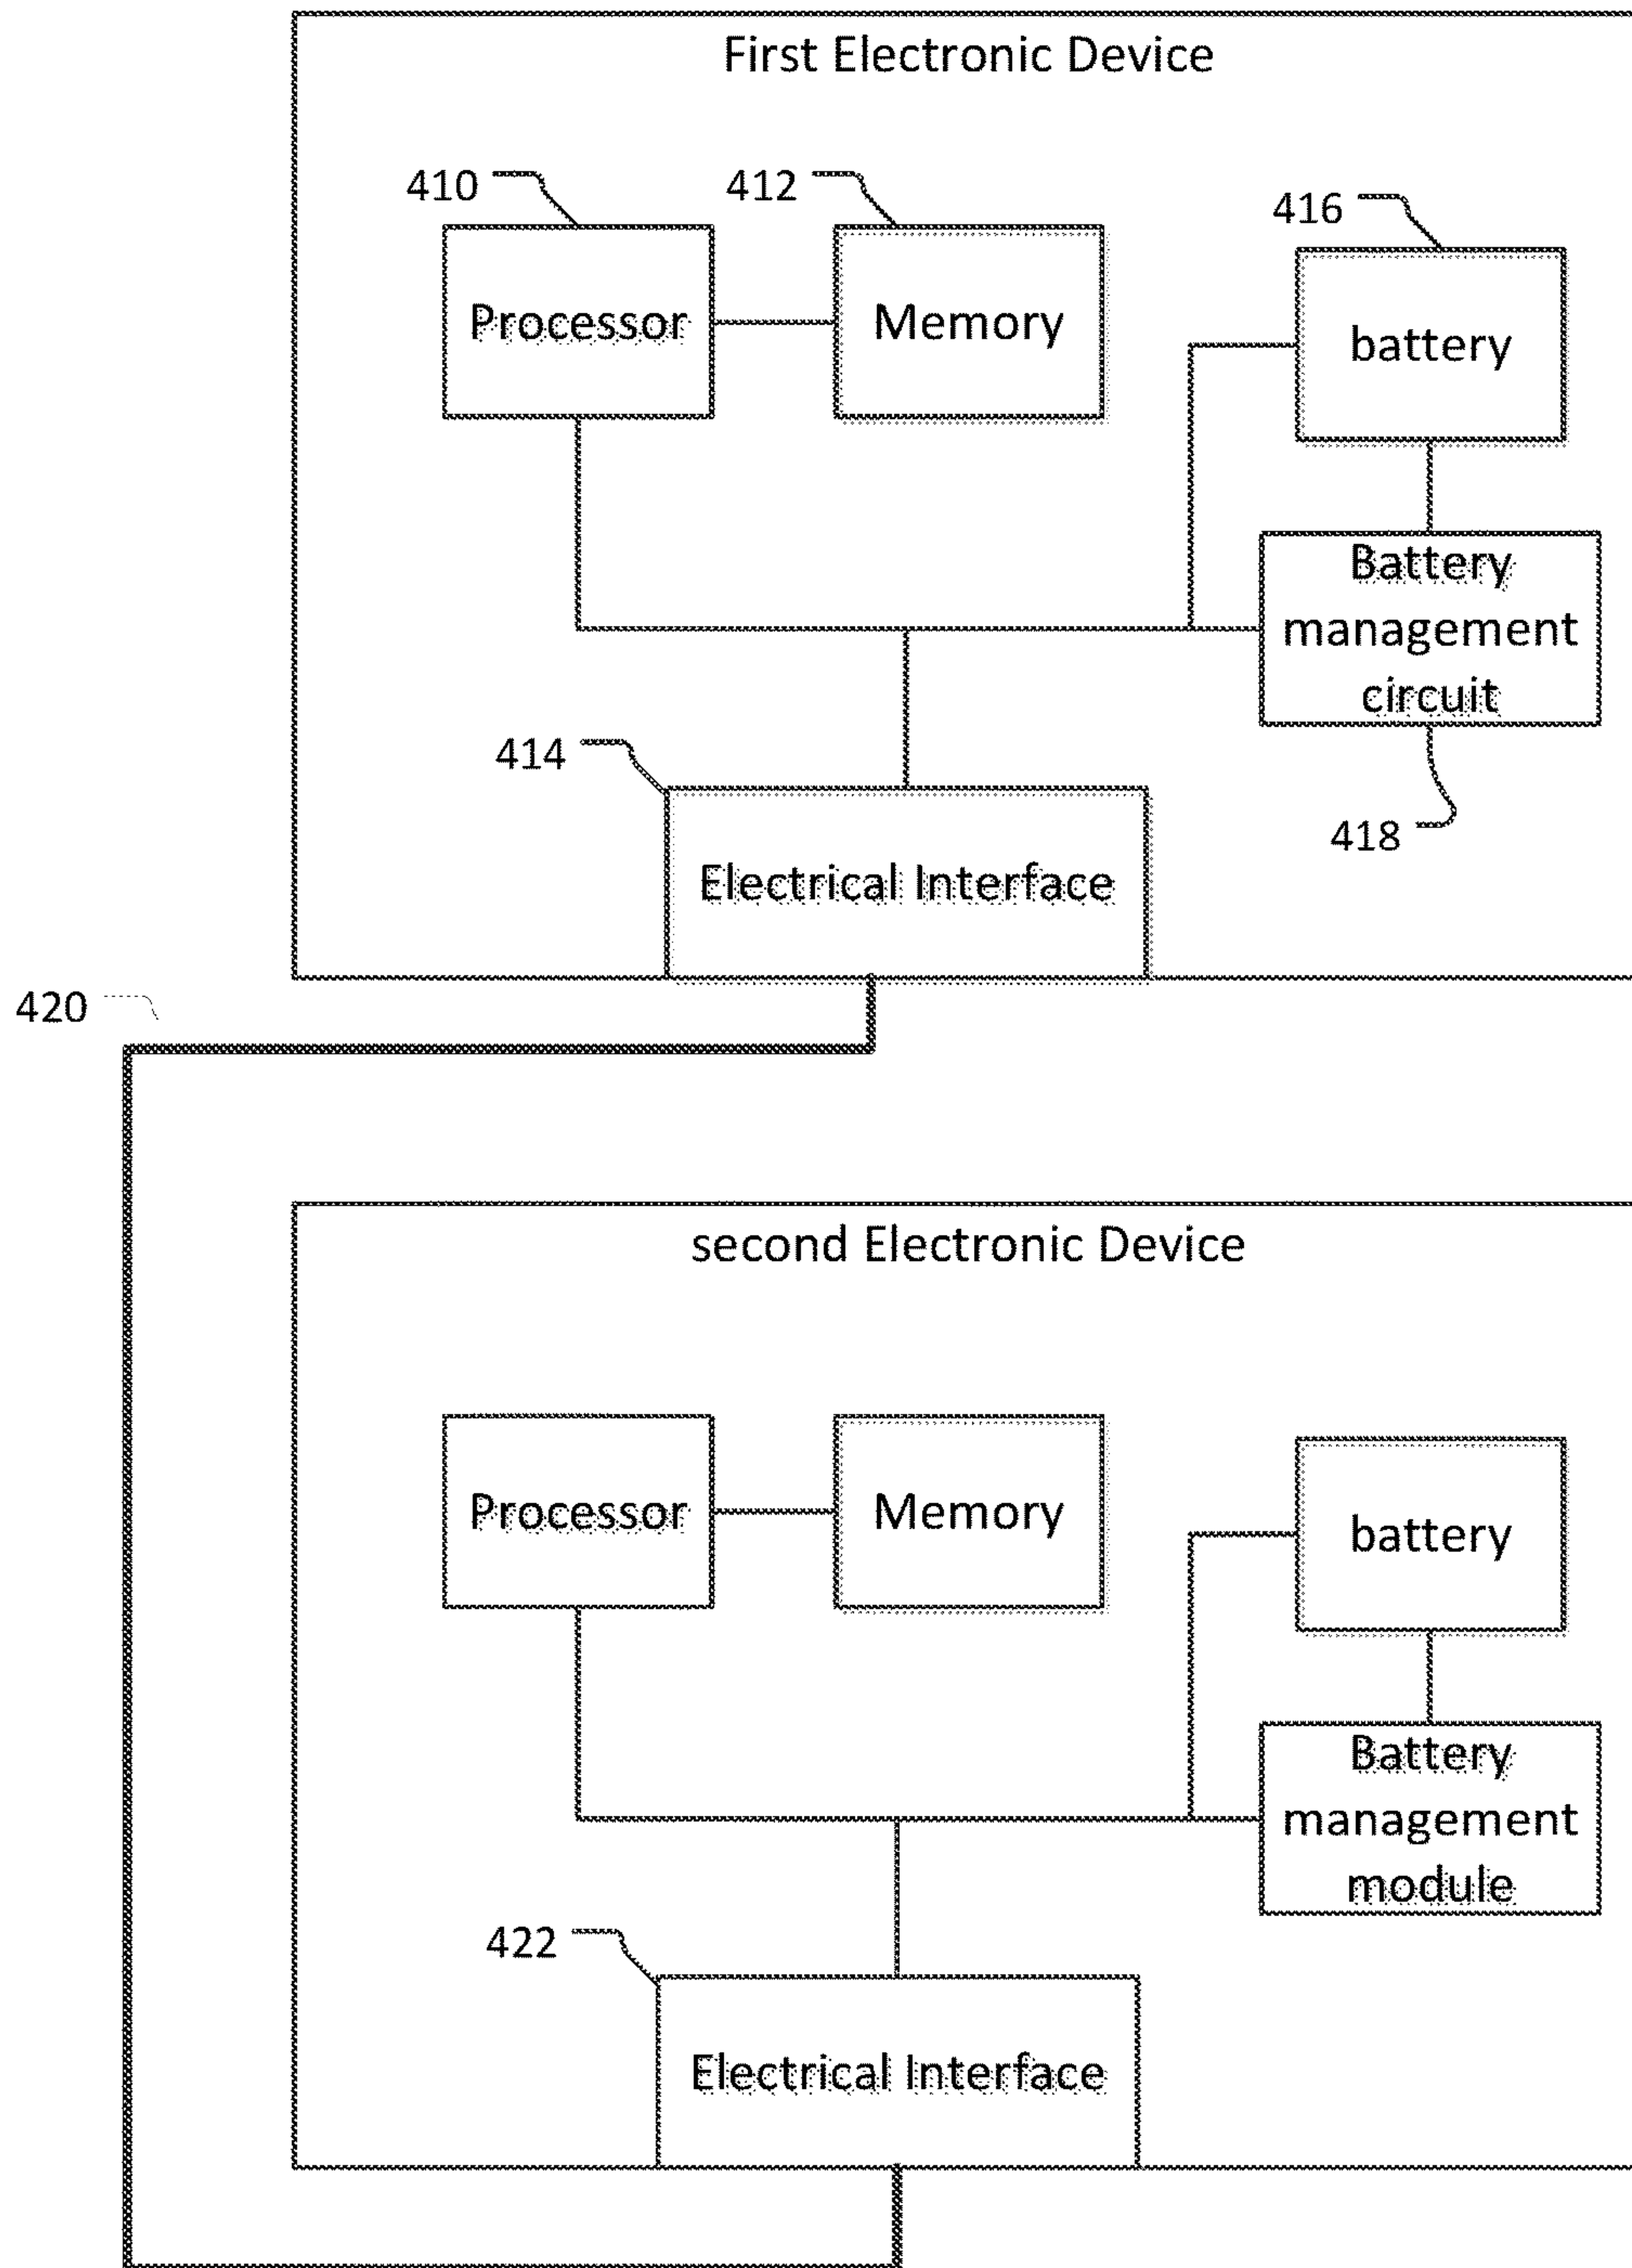 First Electronic Device
410
412
416
Processor
Memory
battery
Battery
management
circuit
414
418
Electrical Interface
420
second Electronic Device
Processor
Memory
battery
Battery
management
module
422
Electrical Interface